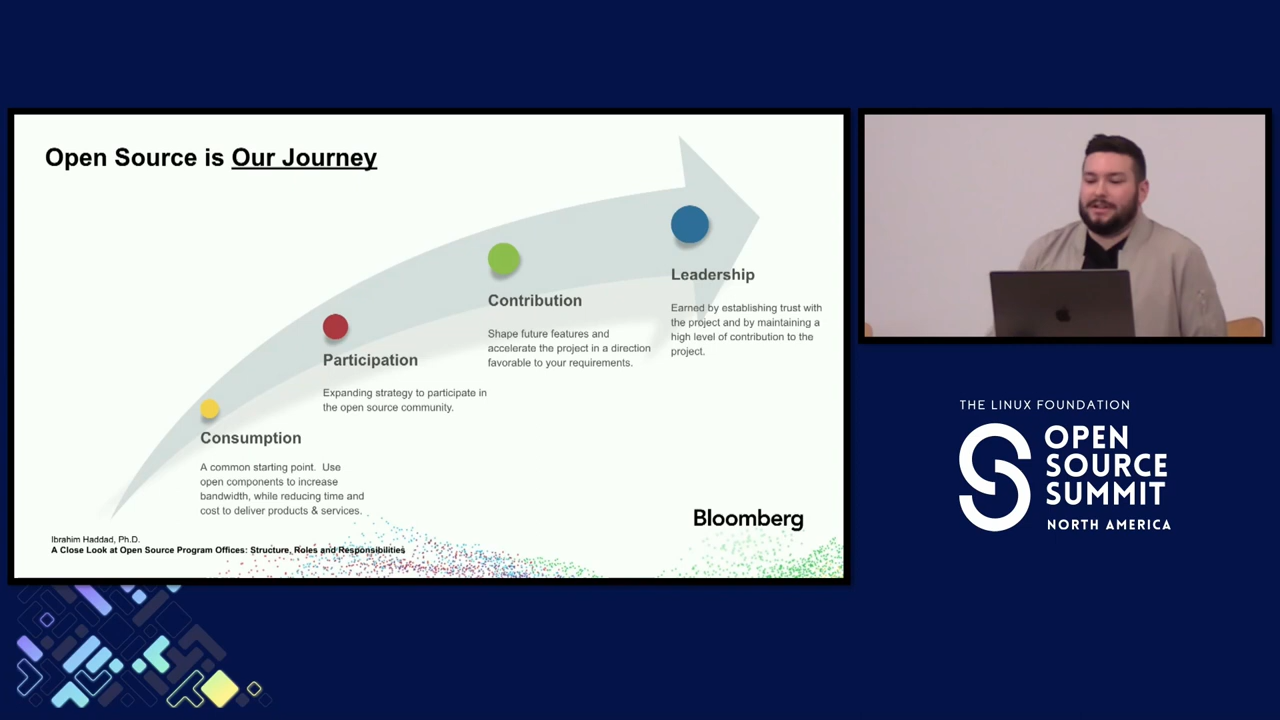 Open Source is Our Journey
Leadership
Earned by establishing trust with
the project and by maintaining a
high level of contribution to the
project.
Contribution
Shape future features and
accelerate the project in a direction
favorable to your requirements.
Participation
Expanding strategy to participate in
the open source community.
Consumption
A common starting point.  Use
open components to increase
bandwidth, while reducing time and
cost to deliver products & services.
Bloomberg
Ibrahim Haddad, Ph.D.
A Close Look at Open Source Program Offices: Structure, Roles and Responsibilities
THE LINUX FOUNDATION
OPEN
SOURCE
SUMMIT
NORTH AMERICA